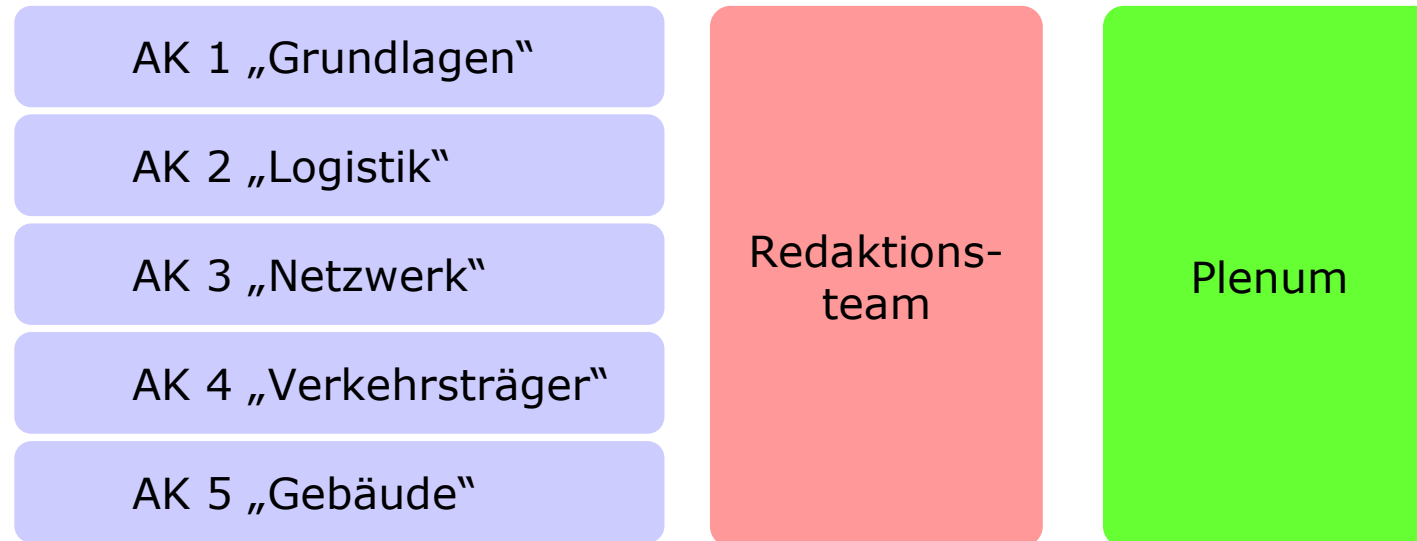 AK 1 „Grundlagen“
AK 2 „Logistik“
AK 3 „Netzwerk“
AK 4 „Verkehrsträger“
AK 5 „Gebäude“
Redaktions-
team
Plenum